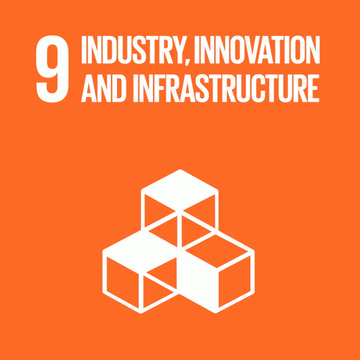 9 INDUSTRY, INNOVATION
AND INFRASTRUCTURE